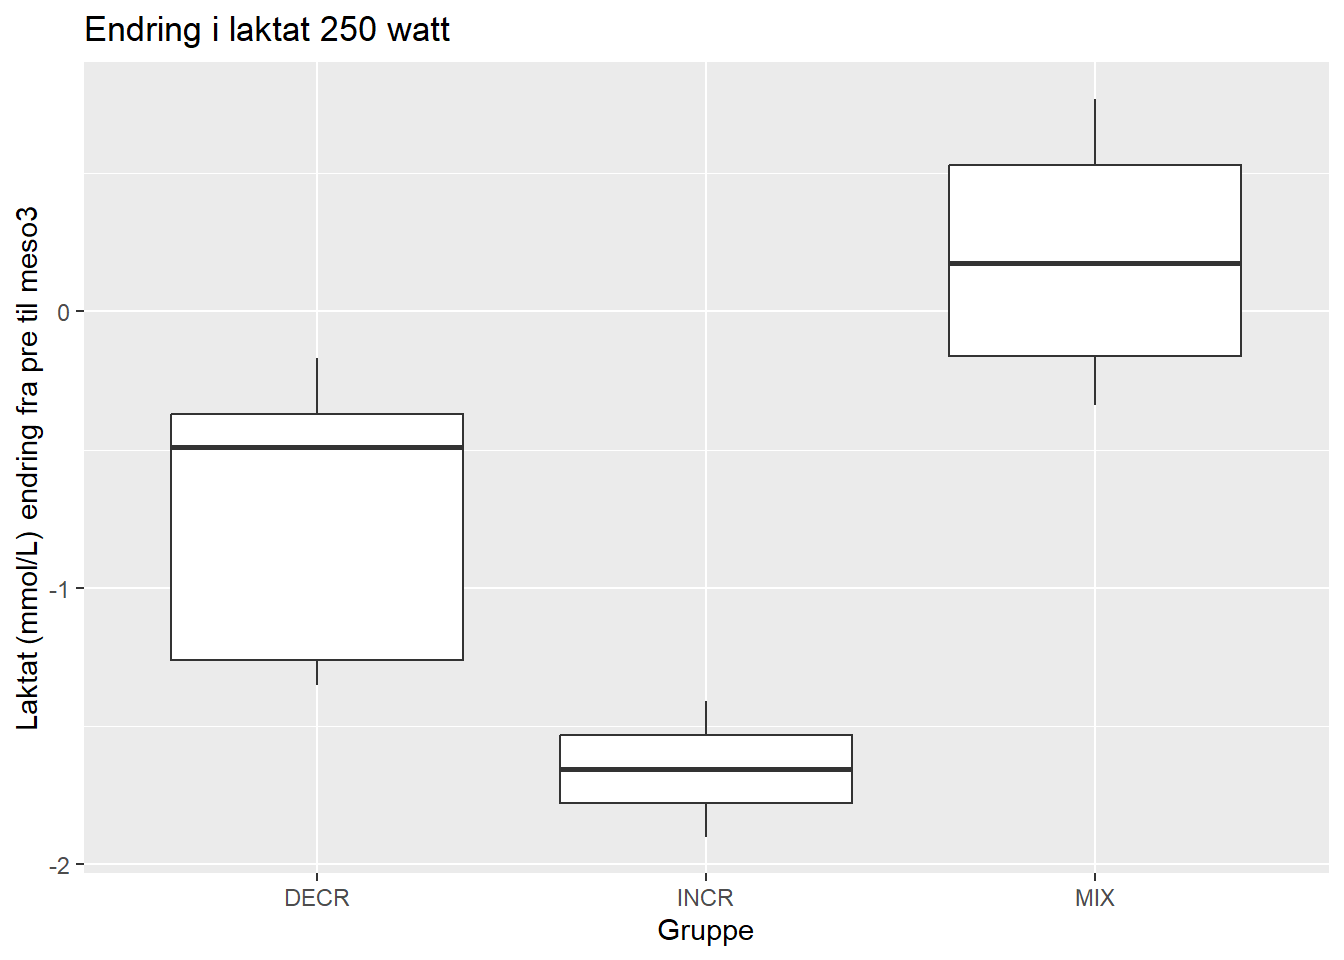 Endring i laktat 250 watt
Laktat (mmol/L) endring fra pre til meso3
0
-1
-2
DECR
INCR
MIX
Gruppe